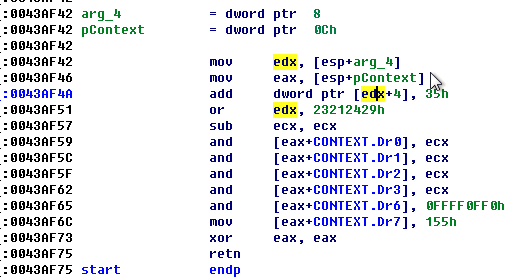 :0043AF42 arg_4 = dword ptr 8
:0043AF42 pContext = dword ptr 0Ch
:0043AF42
:0043AF42 mov edx, [esp+arg_4]
:0043AF46 mov eax, [esp+pContext]
:0043AF4A add dword ptr [edx+4], 35h
:0043AF51 or edx, 23212429h
:0043AF57 sub ecx, ecx
:0043AF59 and [eax+CONTEXT.Dr0], ecx
:0043AF5C and [eax+CONTEXT.Dr1], ecx
:0043AF5F and [eax+CONTEXT.Dr2], ecx
:0043AF62 and [eax+CONTEXT.Dr3], ecx
:0043AF65 and [eax+CONTEXT.Dr6], 0FFFF0FF0h
:0043AF6C mov [eax+CONTEXT.Dr7], 155h
:0043AF73 xor eax, eax
:0043AF75 retn
:0043AF75 start endp